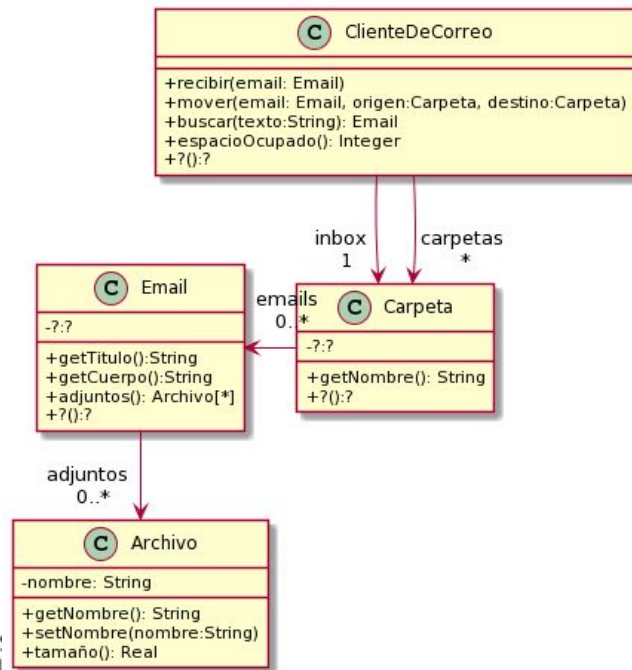 C ClienteDeCorreo
+recibir(email: Email)
+mover(email: Email, origen:Carpeta, destino:Carpeta)
+buscar(texto:String): Email
+espacioOcupado(): Integer
+?():?
inbox
1
carpetas
*
C Email
-?:?
+getTitulo():String
+getCuerpo():String
+adjuntos(): Archivo[*]
+?():?
emails
0..*
C Carpeta
-?:?
+getNombre(): String
+?():?
adjuntos
0..*
C Archivo
-nombre: String
+getNombre(): String
+setNombre(nombre:String)
+tamaño(): Real